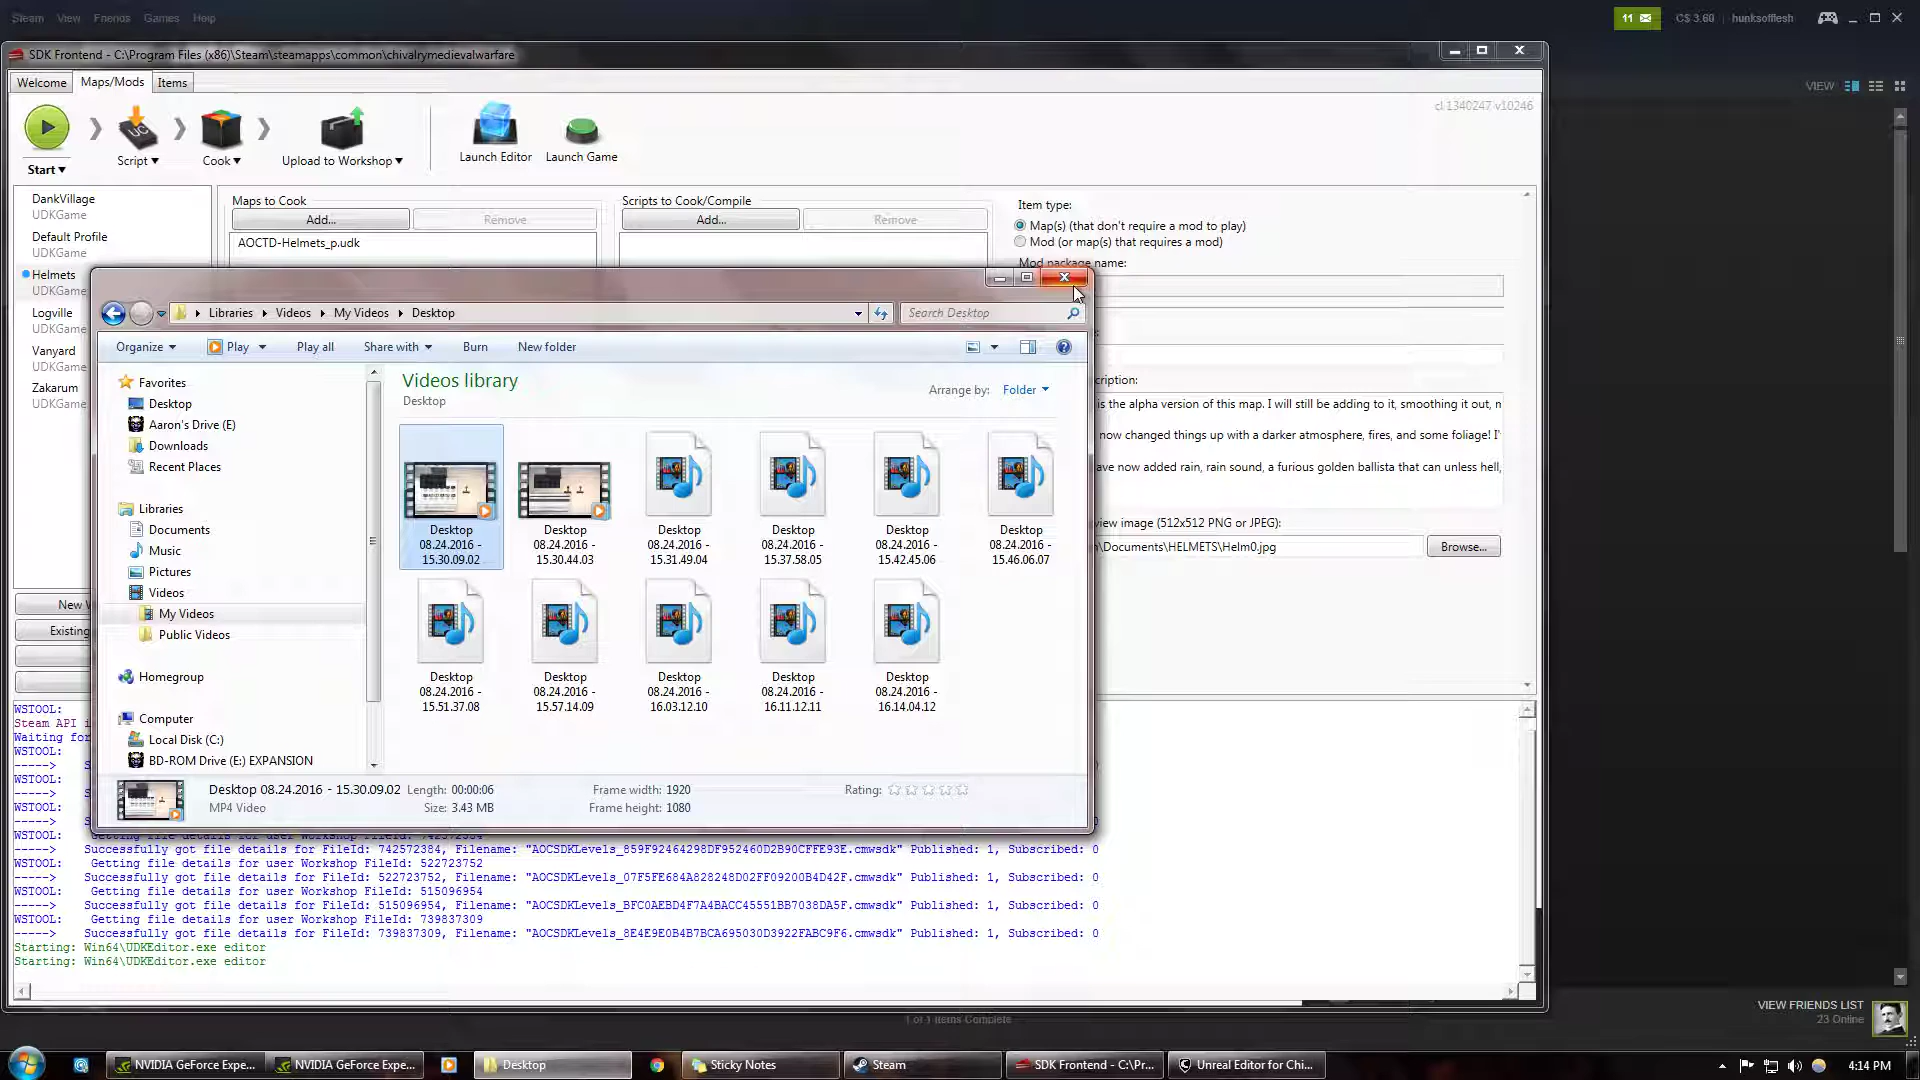 Steam View Friends Games Help
11 C$ 3.60 hunksofflesh
SDK Frontend - C:\Program Files (x86)\Steam\steamapps\common\chivalrymedievalwarfare
Welcome Maps/Mods Items
VIEW
cl 1340247 v10246
Start Script Cook Upload to Workshop Launch Editor Launch Game
DankVillage
UDKGame
Default Profile
UDKGame
Helmets
UDKGame
Logville
UDKGame
Vanyard
UDKGame
Zakarum
UDKGame
Maps to Cook
Add... Remove
AOCTD-Helmets_p.udk
Scripts to Cook/Compile
Add... Remove
Item type:
Map(s) (that don't require a mod to play)
Mod (or map(s) that requires a mod)
Mod package name:
Libraries Videos My Videos Desktop
Search Desktop
Organize Play Play all Share with Burn New folder
Favorites
Desktop
Aaron's Drive (E)
Downloads
Recent Places
Libraries
Documents
Music
Pictures
Videos
My Videos
Public Videos
Homegroup
Computer
Local Disk (C:)
BD-ROM Drive (E:) EXPANSION
Videos library
Desktop
Arrange by: Folder
Desktop
08.24.2016 -
15.30.09.02
Desktop
08.24.2016 -
15.30.44.03
Desktop
08.24.2016 -
15.31.49.04
Desktop
08.24.2016 -
15.37.58.05
Desktop
08.24.2016 -
15.42.45.06
Desktop
08.24.2016 -
15.46.06.07
Desktop
08.24.2016 -
15.51.37.08
Desktop
08.24.2016 -
15.57.14.09
Desktop
08.24.2016 -
16.03.12.10
Desktop
08.24.2016 -
16.11.12.11
Desktop
08.24.2016 -
16.14.04.12
Desktop 08.24.2016 - 15.30.09.02 Length: 00:00:06 Frame width: 1920 Rating:
MP4 Video Size: 3.43 MB Frame height: 1080
cription:
is the alpha version of this map. I will still be adding to it, smoothing it out, n
now changed things up with a darker atmosphere, fires, and some foliage! I'
ave now added rain, rain sound, a furious golden ballista that can unless hell,
view image (512x512 PNG or JPEG):
n\Documents\HELMETS\Helm0.jpg Browse...
New
Existing
WSTOOL:
Steam API i
Waiting for
WSTOOL:
----->
WSTOOL:
----->
WSTOOL:
----->
WSTOOL: Getting file details for user Workshop FileId: 742572384
-----> Successfully got file details for FileId: 742572384, Filename: "AOCSDKLevels_859F92464298DF952460D2B90CFFE93E.cmwsdk" Published: 1, Subscribed: 0
WSTOOL: Getting file details for user Workshop FileId: 522723752
-----> Successfully got file details for FileId: 522723752, Filename: "AOCSDKLevels_07F5FE684A828248D02FF09200B4D42F.cmwsdk" Published: 1, Subscribed: 0
WSTOOL: Getting file details for user Workshop FileId: 515096954
-----> Successfully got file details for FileId: 515096954, Filename: "AOCSDKLevels_BFC0AEBD4F7A4BACC45551BB7038DA5F.cmwsdk" Published: 1, Subscribed: 0
WSTOOL: Getting file details for user Workshop FileId: 739837309
-----> Successfully got file details for FileId: 739837309, Filename: "AOCSDKLevels_8E4E9E0B4B7BCA695030D3922FABC9F6.cmwsdk" Published: 1, Subscribed: 0
Starting: Win64\UDKEditor.exe editor
Starting: Win64\UDKEditor.exe editor
1 of 1 Items Complete
VIEW FRIENDS LIST
23 Online
NVIDIA GeForce Expe... NVIDIA GeForce Expe... Desktop Sticky Notes Steam SDK Frontend - C:\Pr... Unreal Editor for Chi... 4:14 PM